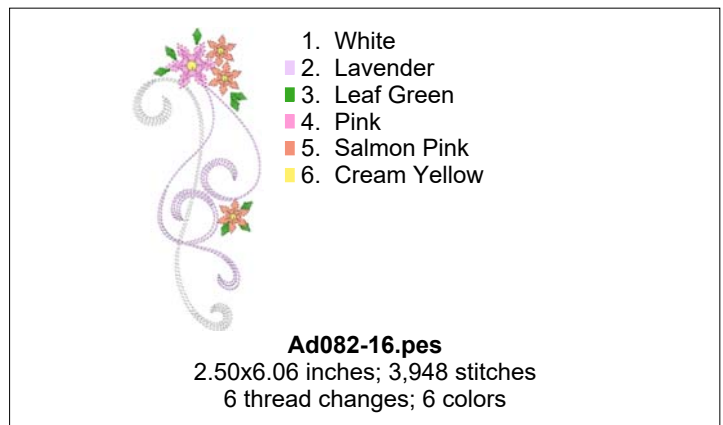 1. White
2. Lavender
3. Leaf Green
4. Pink
5. Salmon Pink
6. Cream Yellow
Ad082-16.pes
2.50x6.06 inches; 3,948 stitches
6 thread changes; 6 colors